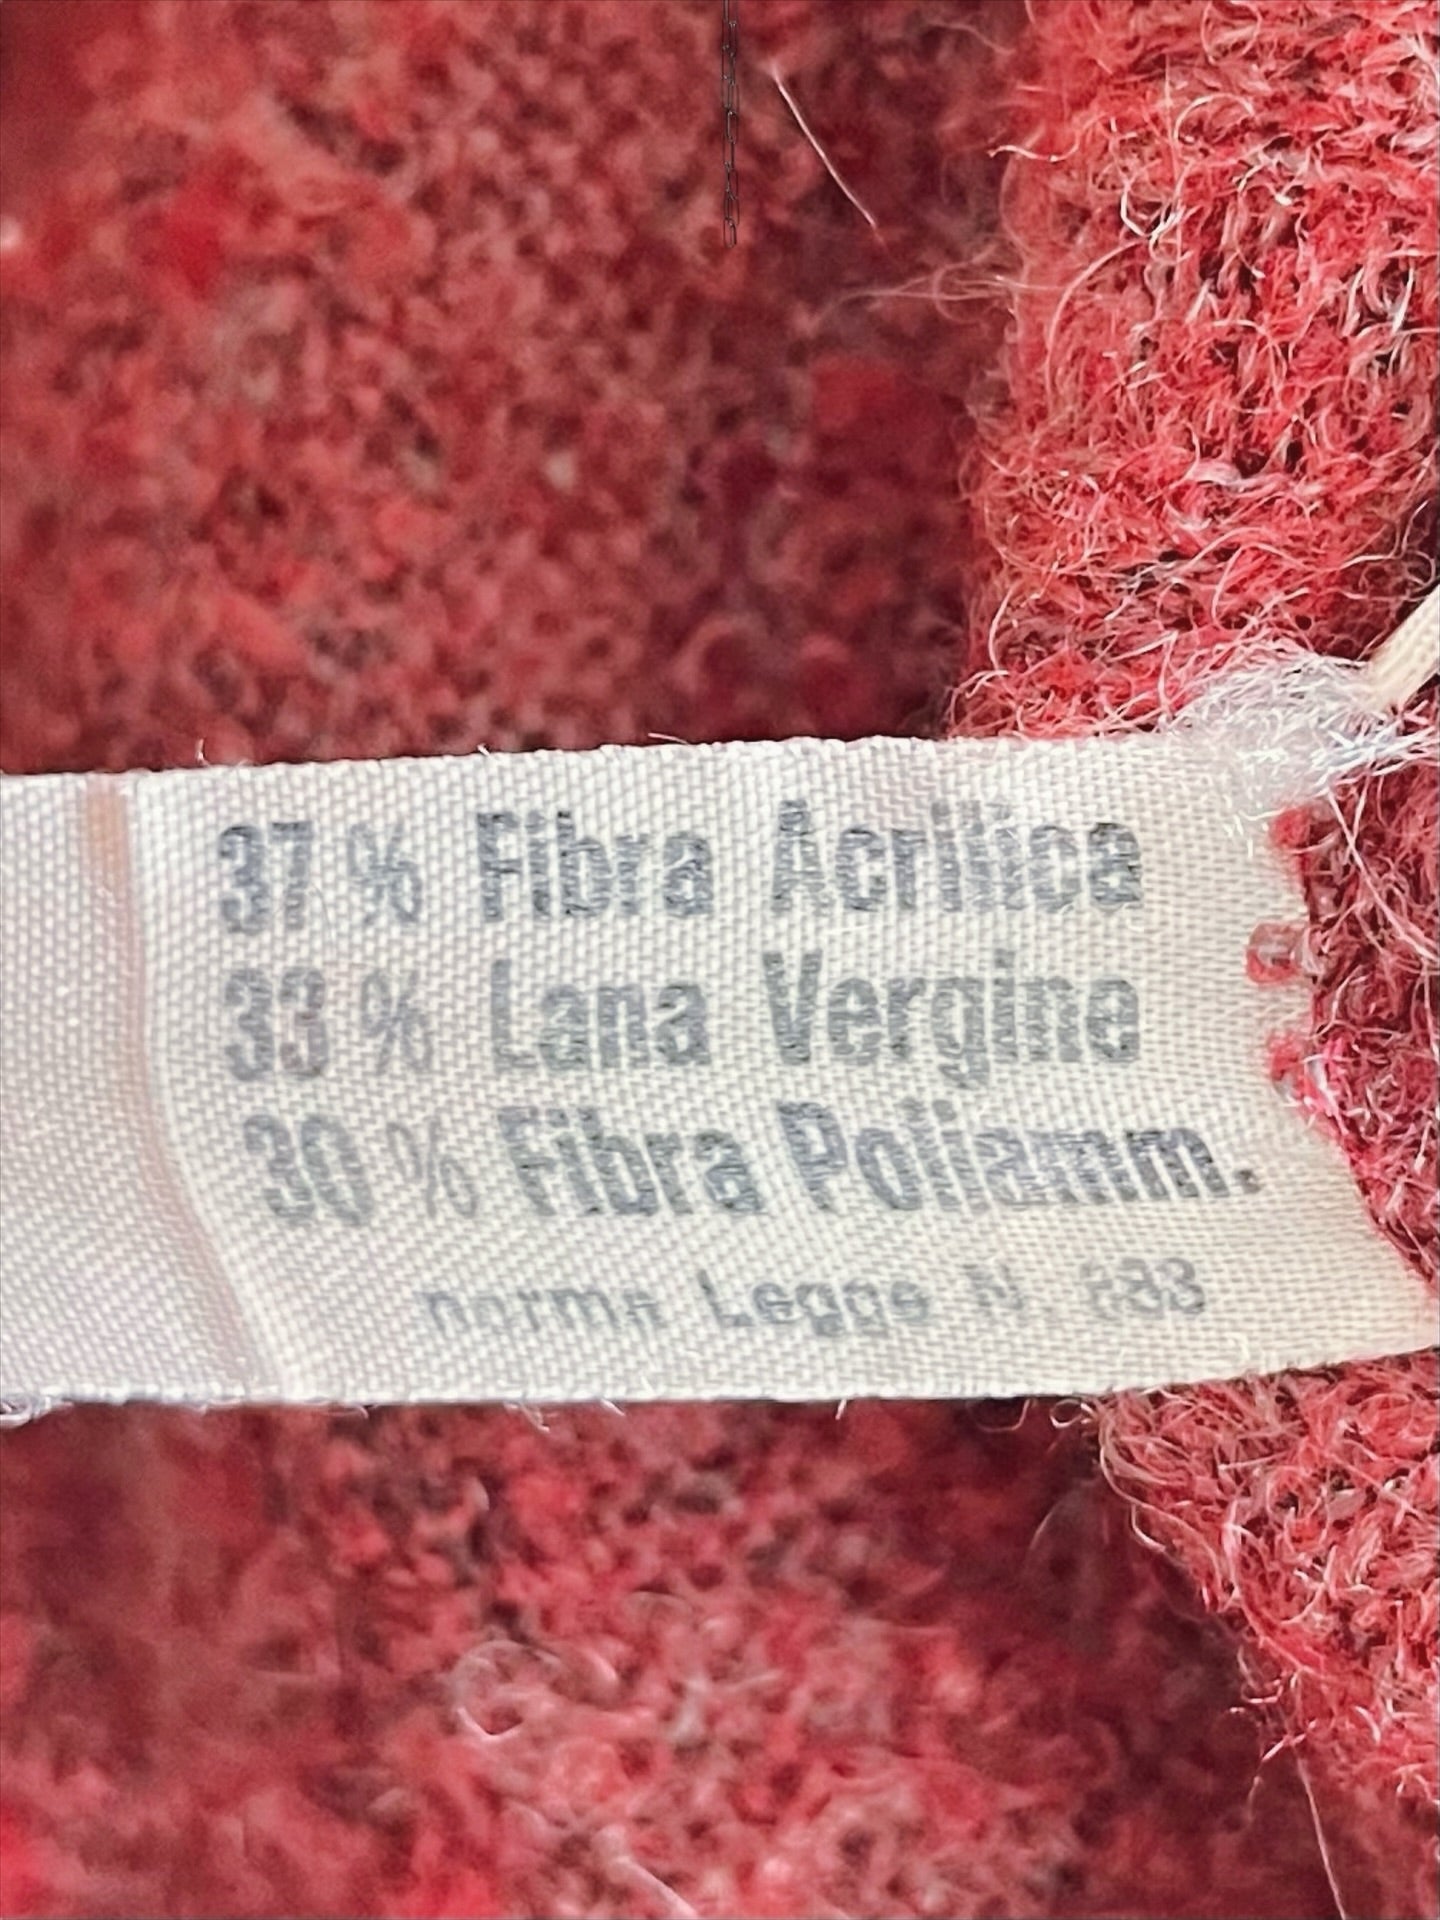 37 % Fibra Acrilica
33 % Lana Vergine
30 % Fibra Poliamm.
norma Legge N. 883